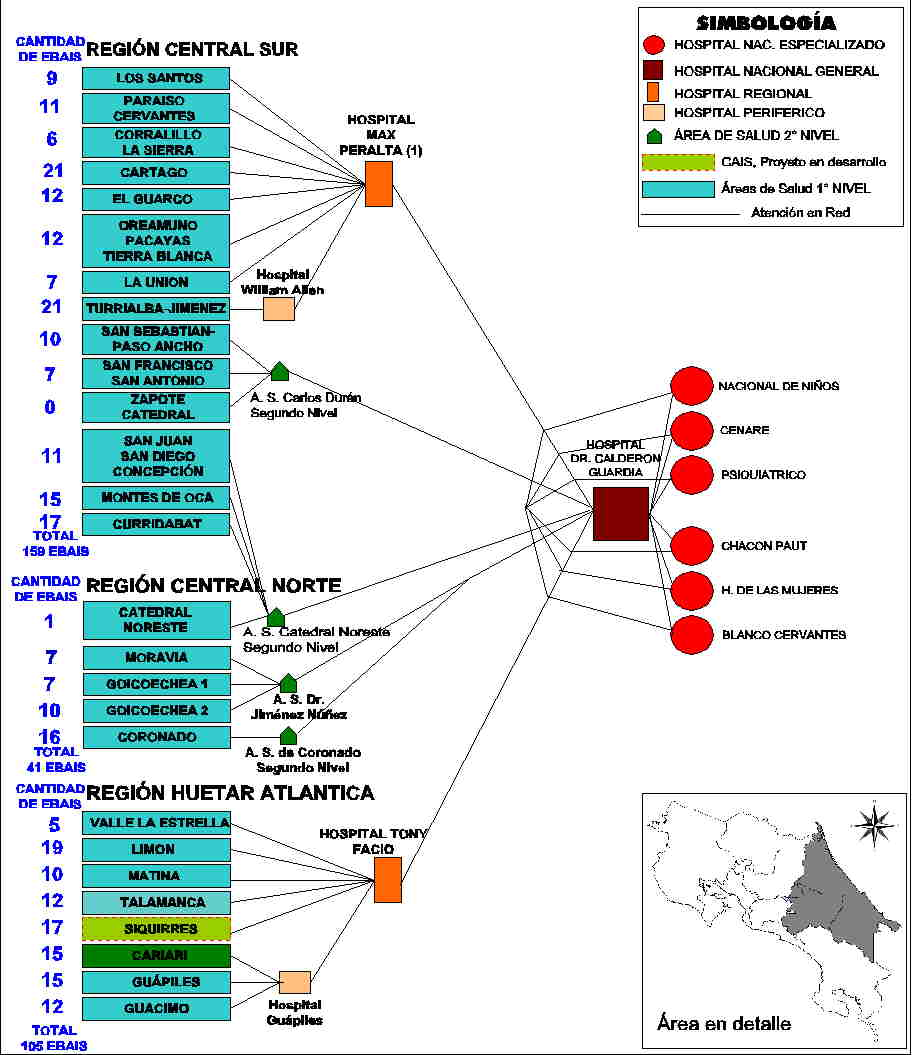 SIMBOLOGÍA
HOSPITAL NAC. ESPECIALIZADO
HOSPITAL NACIONAL GENERAL
HOSPITAL REGIONAL
HOSPITAL PERIFERICO
ÁREA DE SALUD 2° NIVEL
CAIS, Proyeto en desarrollo
Áreas de Salud 1° NIVEL
Atención en Red
CANTIDAD
DE EBAIS
REGIÓN CENTRAL SUR
9
LOS SANTOS
11
PARAISO
CERVANTES
6
CORRALILLO
LA SIERRA
21
CARTAGO
12
EL GUARCO
12
OREAMUNO
PACAYAS
TIERRA BLANCA
7
LA UNION
21
TURRIALBA-JIMENEZ
10
SAN SEBASTIAN-
PASO ANCHO
7
SAN FRANCISCO
SAN ANTONIO
0
ZAPOTE
CATEDRAL
11
SAN JUAN
SAN DIEGO
CONCEPCIÓN
15
MONTES DE OCA
17
CURRIDABAT
TOTAL
159 EBAIS
HOSPITAL
MAX
PERALTA (1)
Hospital
William Allen
A. S. Carlos Durán
Segundo Nivel
CANTIDAD
DE EBAIS
REGIÓN CENTRAL NORTE
1
CATEDRAL
NORESTE
7
MORAVIA
7
GOICOECHEA 1
10
GOICOECHEA 2
16
CORONADO
TOTAL
41 EBAIS
A. S. Catedral Noreste
Segundo Nivel
A. S. Dr.
Jiménez Núñez
A. S. de Coronado
Segundo Nivel
CANTIDAD
DE EBAIS
REGIÓN HUETAR ATLANTICA
5
VALLE LA ESTRELLA
19
LIMON
10
MATINA
12
TALAMANCA
17
SIQUIRRES
15
CARIARI
15
GUÁPILES
12
GUACIMO
TOTAL
105 EBAIS
HOSPITAL TONY
FACIO
Hospital
Guápiles
HOSPITAL
DR. CALDERON
GUARDIA
NACIONAL DE NIÑOS
CENARE
PSIQUIATRICO
CHACON PAUT
H. DE LAS MUJERES
BLANCO CERVANTES
Área en detalle